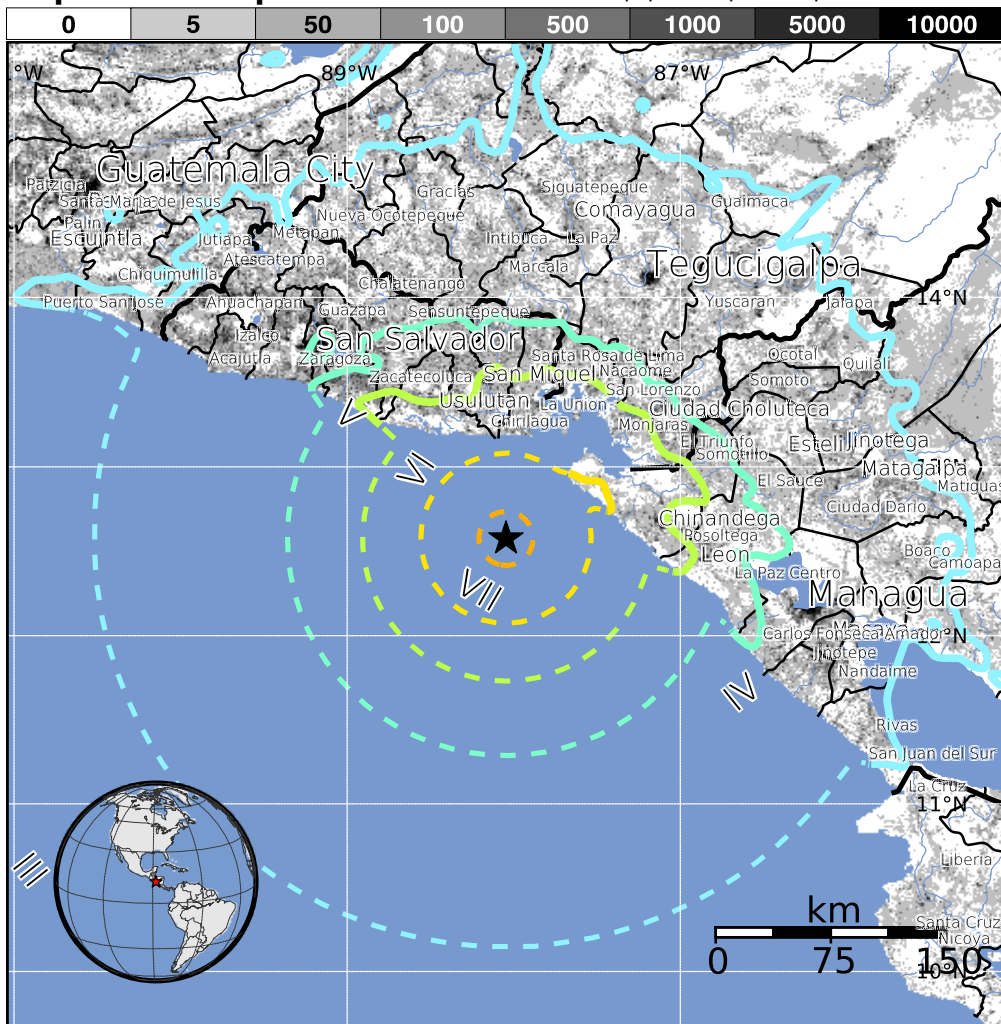 0 5 50 100 500 1000 5000 10000
°W 89°W 87°W
Guatemala City
Patzicia
Santa Maria de Jesus
Gracias
Siguatepeque
Guaimaca
Palin
Nueva Ocotepeque
Comayagua
Escuintla
Jutiapa
Metapan
Intibuca
La Paz
Atescatempa
Marcala
Tegucigalpa
Chiquimulilla
Chalatenango
Puerto San Jose
Ahuachapan
Guazapa
Sensuntepeque
Yuscaran
Jalapa
14°N
Izalco
San Salvador
Acajutla
Zaragoza
Santa Rosa de Lima
Ocotal
Quilali
Zacatecoluca
San Miguel
Nacaome
Somoto
San Lorenzo
Usulutan
La Union
Ciudad Choluteca
V
Chirilagua
Monjaras
El Triunfo
Esteli
Jinotega
Somotillo
VI
Matagalpa
13°N
El Sauce
Matiguas
Ciudad Dario
Chinandega
Rosoltega
Leon
Boaco
Camoapa
La Paz Centro
VII
Managua
Masaya
Carlos Fonseca Amador
12°N
Jinotepe
Nandaime
IV
Rivas
San Juan del Sur
La Cruz
11°N
III
Liberia
km
Santa Cruz
Nicoya
0 75 150
10°N